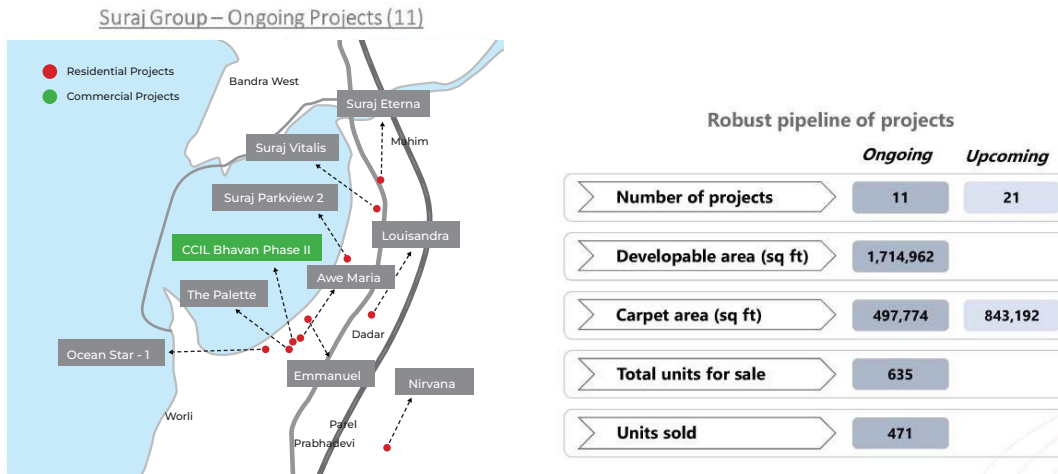 Suraj Group – Ongoing Projects (11)
Residential Projects
Commercial Projects
Bandra West
Suraj Eterna
Mahim
Suraj Vitalis
Suraj Parkview 2
Louisandra
CCIL Bhavan Phase II
Awe Maria
The Palette
Dadar
Ocean Star - 1
Emmanuel
Nirvana
Worli
Parel
Prabhadevi
Robust pipeline of projects
Ongoing Upcoming
Number of projects 11 21
Developable area (sq ft) 1,714,962
Carpet area (sq ft) 497,774 843,192
Total units for sale 635
Units sold 471